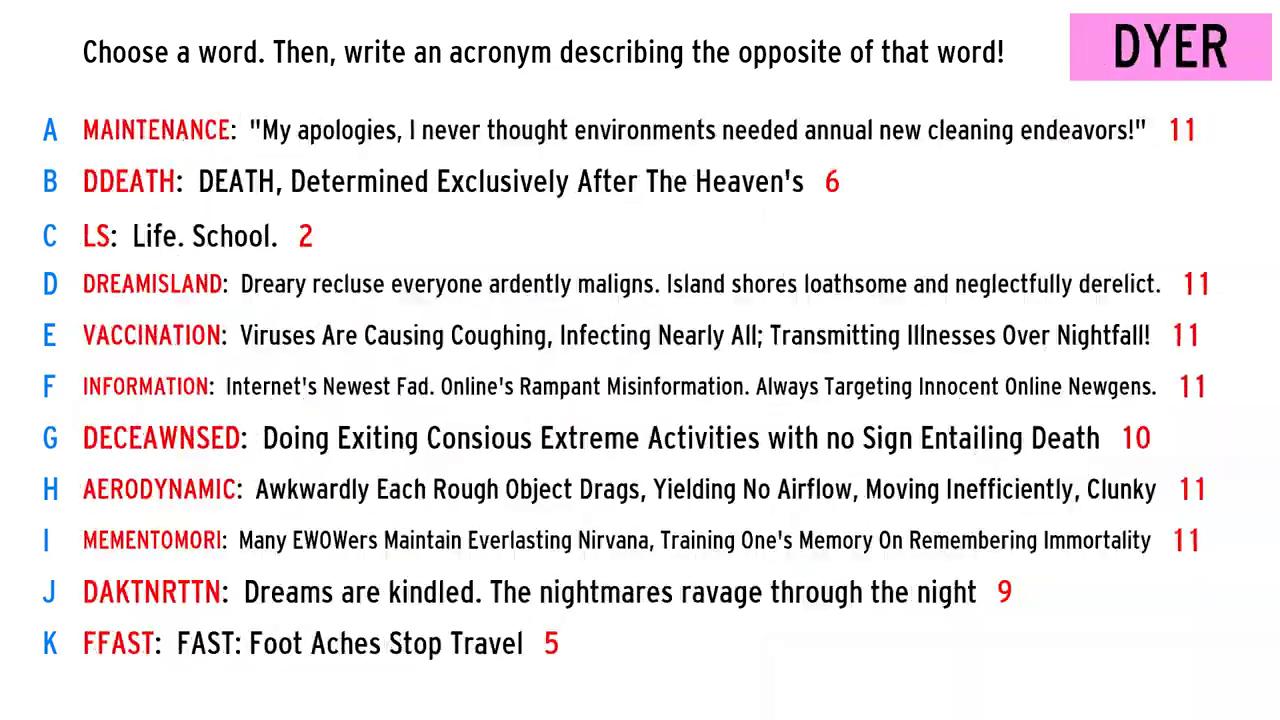 Choose a word. Then, write an acronym describing the opposite of that word!
DYER
A MAINTENANCE: "My apologies, I never thought environments needed annual new cleaning endeavors!" 11
B DDEATH: DEATH, Determined Exclusively After The Heaven's 6
C LS: Life. School. 2
D DREAMISLAND: Dreary recluse everyone ardently maligns. Island shores loathsome and neglectfully derelict. 11
E VACCINATION: Viruses Are Causing Coughing, Infecting Nearly All; Transmitting Illnesses Over Nightfall! 11
F INFORMATION: Internet's Newest Fad. Online's Rampant Misinformation. Always Targeting Innocent Online Newgens. 11
G DECEAWNSED: Doing Exiting Consious Extreme Activities with no Sign Entailing Death 10
H AERODYNAMIC: Awkwardly Each Rough Object Drags, Yielding No Airflow, Moving Inefficiently, Clunky 11
I MEMENTOMORI: Many EWOWers Maintain Everlasting Nirvana, Training One's Memory On Remembering Immortality 11
J DAKTNRTTN: Dreams are kindled. The nightmares ravage through the night 9
K FFAST: FAST: Foot Aches Stop Travel 5